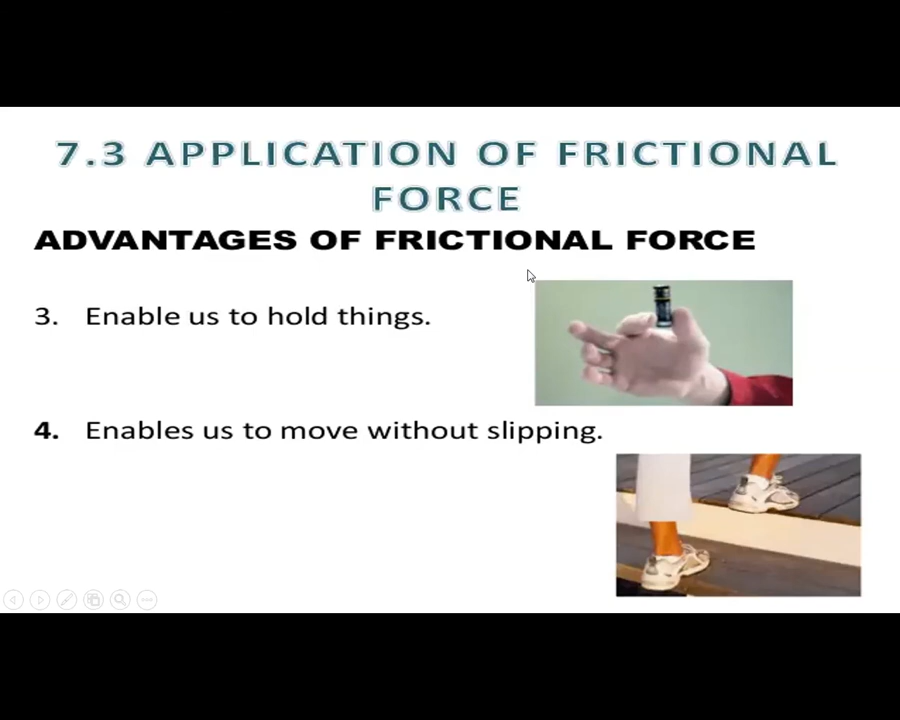 7.3 APPLICATION OF FRICTIONAL
FORCE
ADVANTAGES OF FRICTIONAL FORCE
3. Enable us to hold things.
4. Enables us to move without slipping.